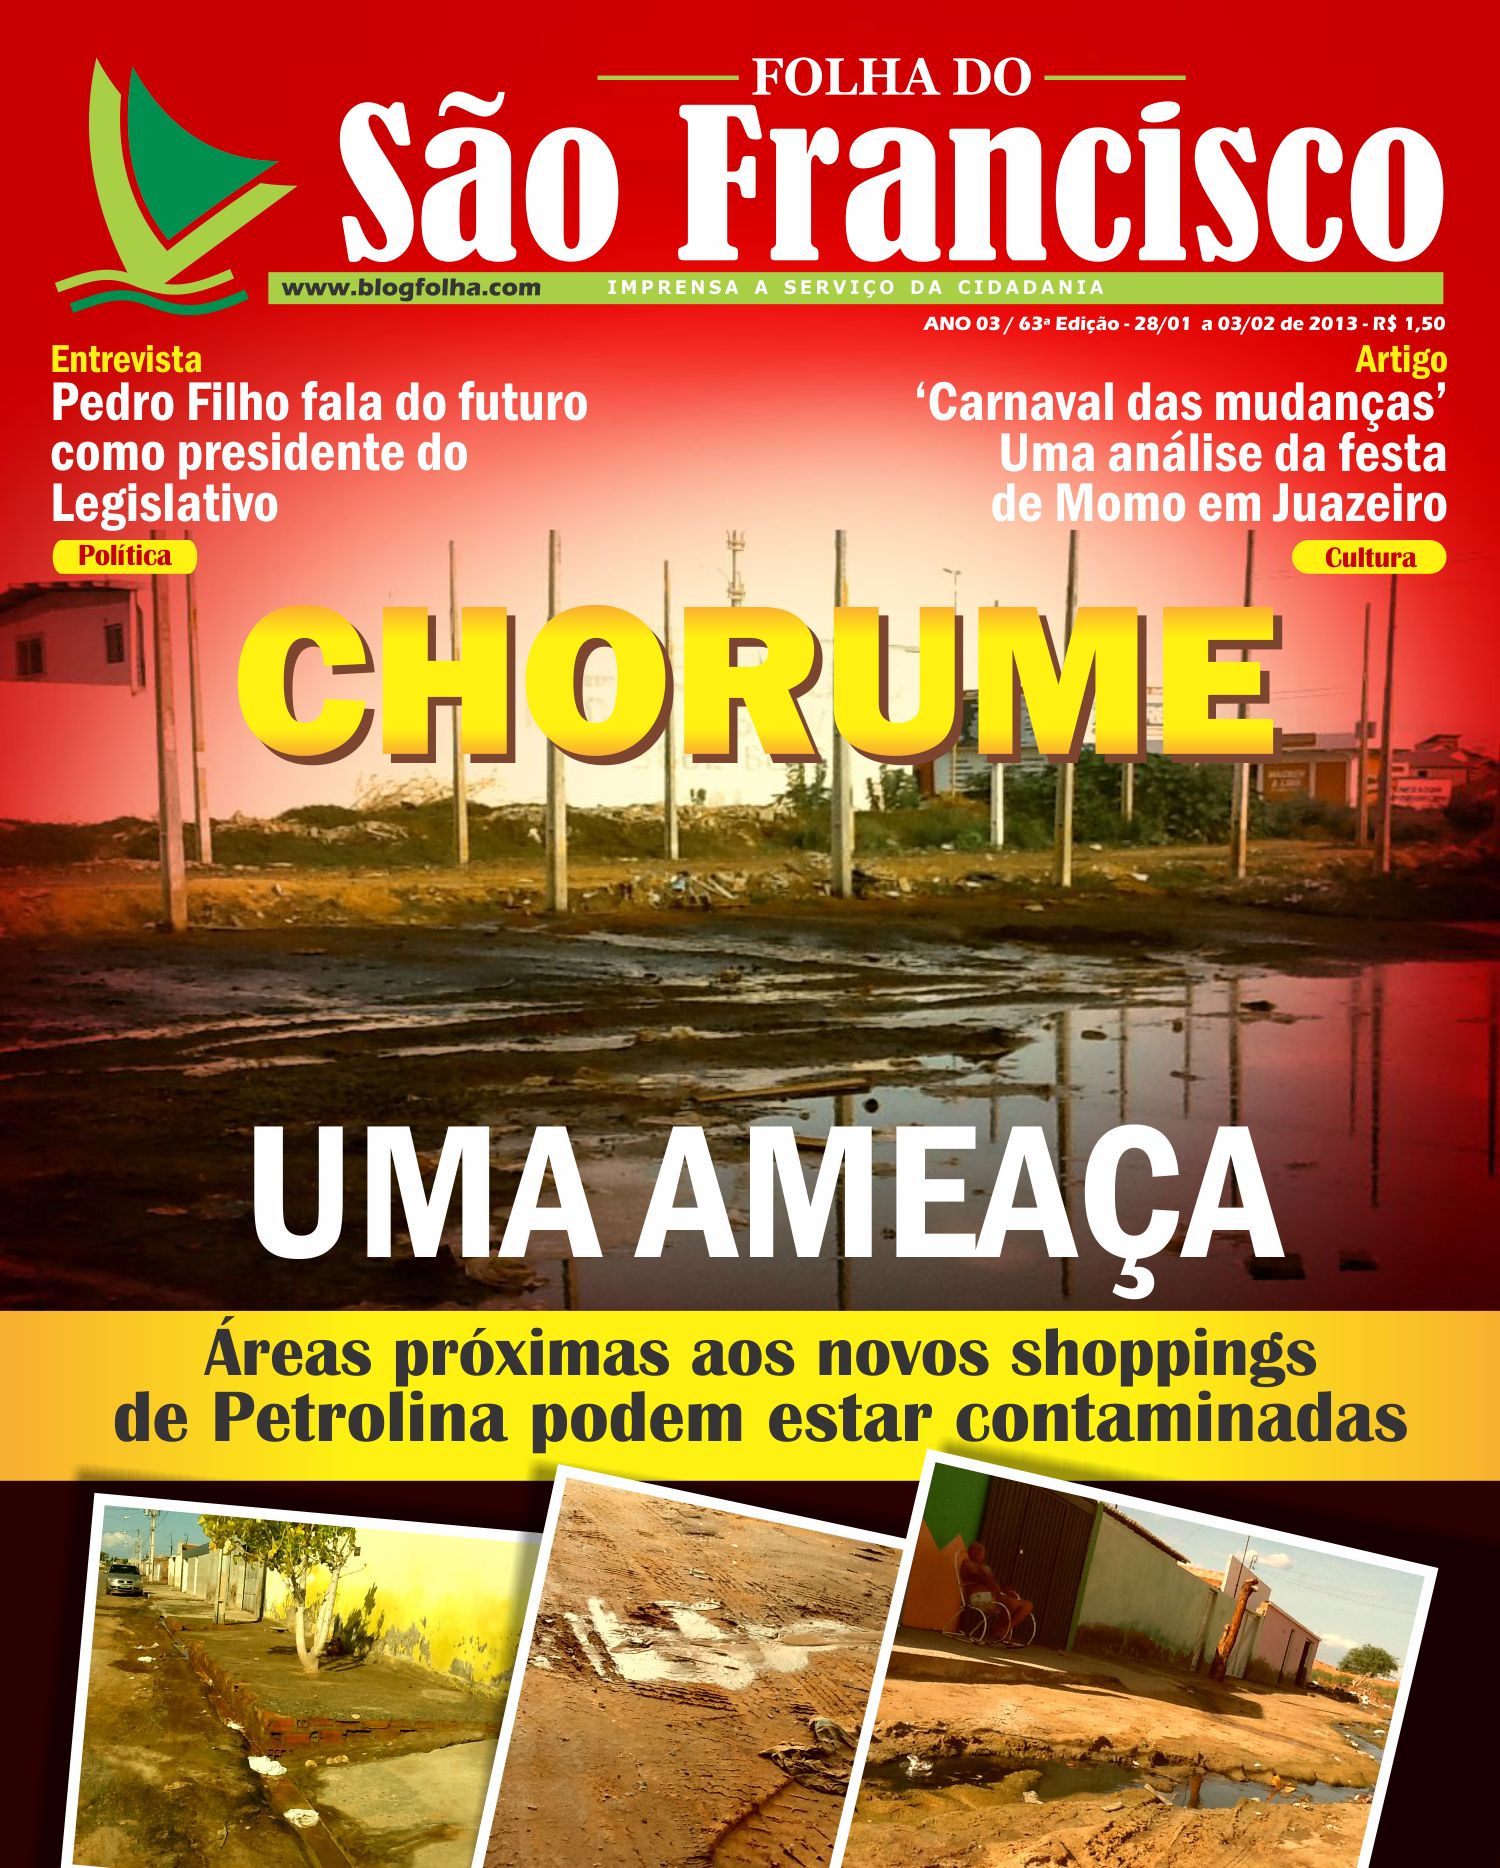 FOLHA DO
São Francisco
www.blogfolha.com IMPRENSA A SERVIÇO DA CIDADANIA
ANO 03 / 63ª Edição - 28/01 a 03/02 de 2013 - R$ 1,50
Entrevista
Pedro Filho fala do futuro
como presidente do
Legislativo
Política
Artigo
‘Carnaval das mudanças’
Uma análise da festa
de Momo em Juazeiro
Cultura
CHORUME
UMA AMEAÇA
Áreas próximas aos novos shoppings
de Petrolina podem estar contaminadas